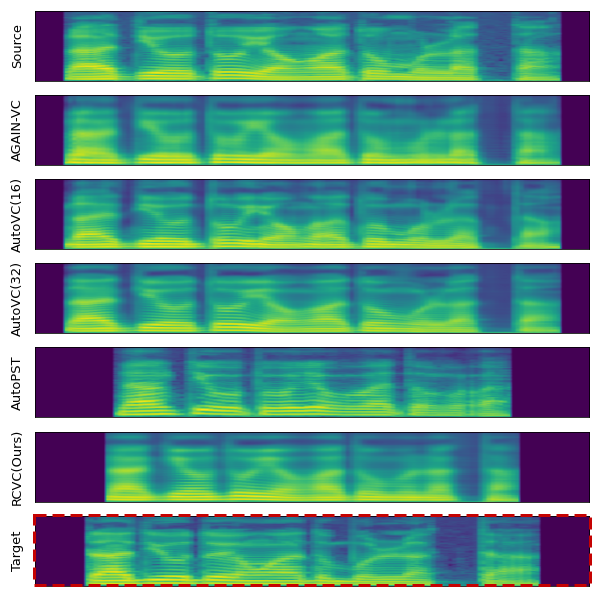 Source
AGAIN-VC
AutoVC(16)
AutoVC(32)
AutoPST
RCVC(Ours)
Target